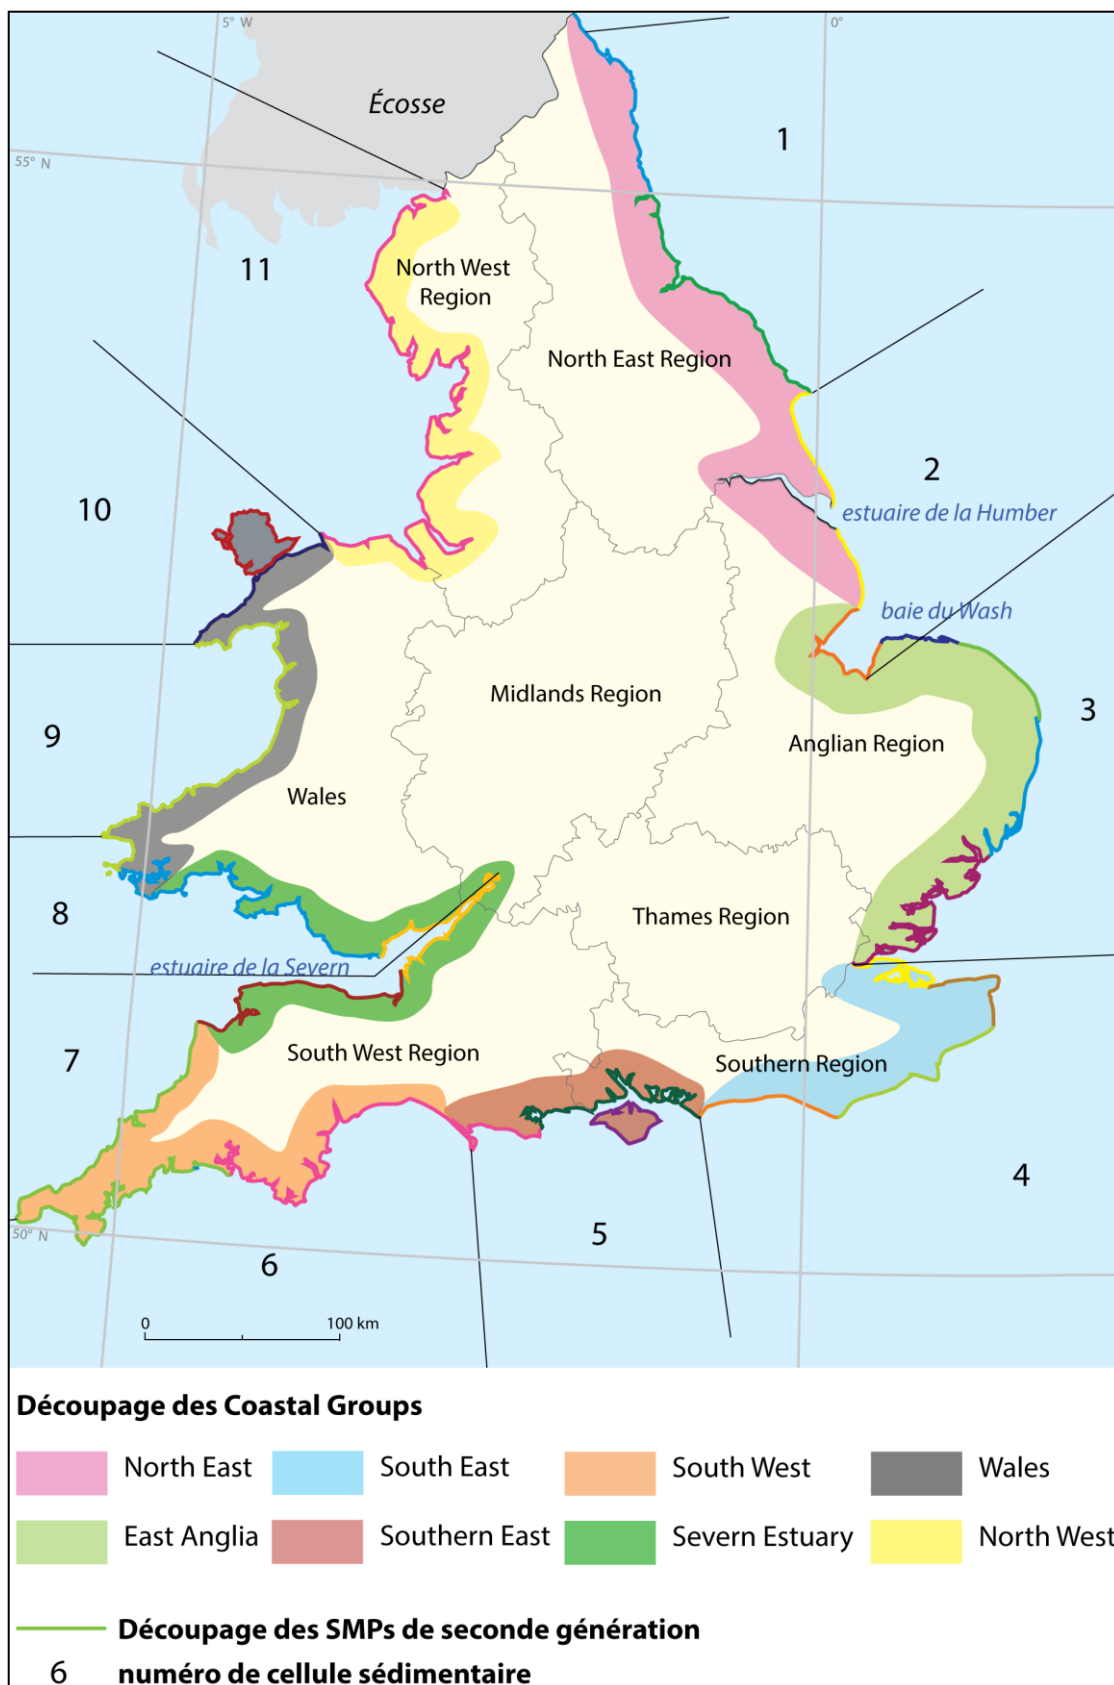 5° W
0°
Écosse
1
55° N
11
North West
Region
North East Region
2
10
estuaire de la Humber
baie du Wash
Midlands Region
3
9
Anglian Region
Wales
8
Thames Region
estuaire de la Severn
7
South West Region
Southern Region
4
5
50° N
6
0
100 km
Découpage des Coastal Groups
North East
South East
South West
Wales
East Anglia
Southern East
Severn Estuary
North West
Découpage des SMPs de seconde génération
6
numéro de cellule sédimentaire